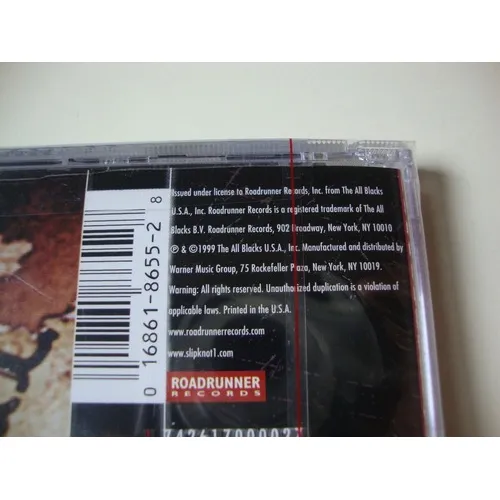 Issued under license to Roadrunner Records, Inc. from The All Blacks
U.S.A., Inc. Roadrunner Records is a registered trademark of The All
Blacks B.V. Roadrunner Records, 902 Broadway, New York, NY 10010
℗ & ©1999 The All Blacks U.S.A., Inc. Manufactured and distributed by
Warner Music Group, 75 Rockefeller Plaza, New York, NY 10019.
Warning: All rights reserved. Unauthorized duplication is a violation of
applicable laws. Printed in the U.S.A.
www.roadrunnerrecords.com
www.slipknot1.com
ROADRUNNER
RECORDS
0 16861-8655-2 8